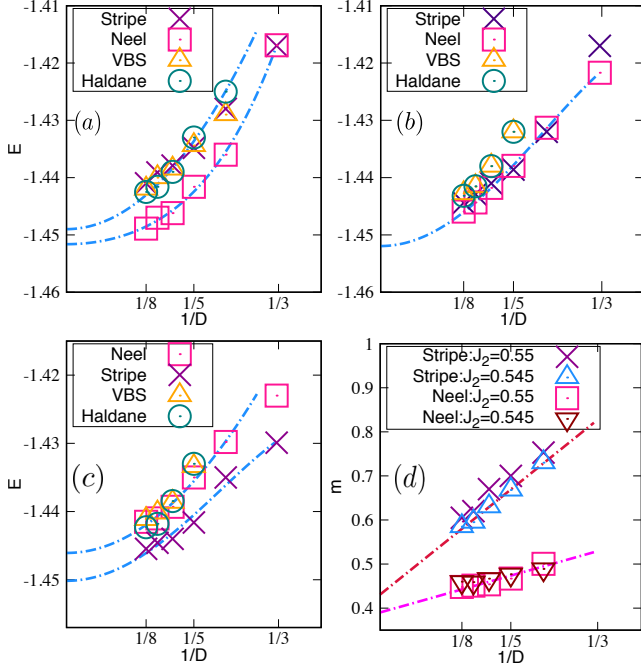 -1.41
-1.42
-1.43
-1.44
-1.45
-1.46
E
Stripe
Neel
VBS
Haldane
(a)
1/8
1/5
1/3
1/D
-1.41
-1.42
-1.43
-1.44
-1.45
-1.46
Stripe
Neel
VBS
Haldane
(b)
1/8
1/5
1/3
1/D
-1.42
-1.43
-1.44
-1.45
E
Neel
Stripe
VBS
Haldane
(c)
1/8
1/5
1/3
1/D
1
0.9
0.8
0.7
0.6
0.5
0.4
m
Stripe:J2=0.55
Stripe:J2=0.545
Neel:J2=0.55
Neel:J2=0.545
(d)
1/8
1/5
1/3
1/D